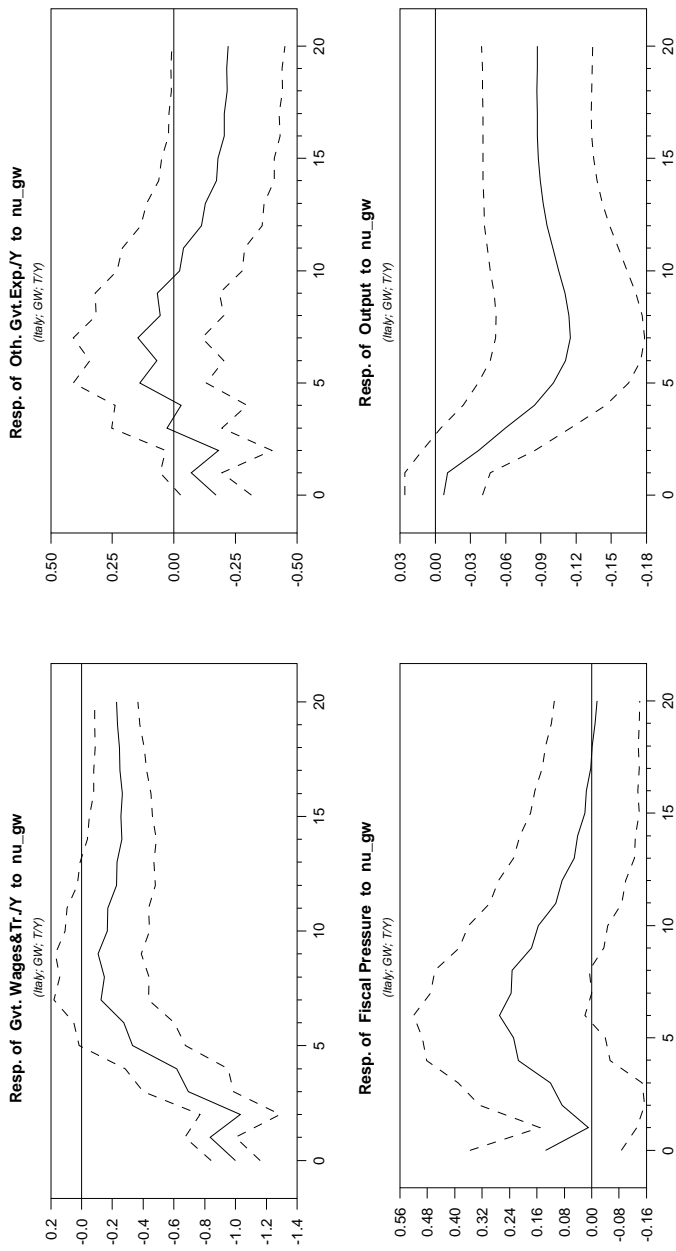 Resp. of Gvt. Wages&Tr./Y to nu_gw
(Italy; GW; T/Y)
0.2
-0.0
-0.2
-0.4
-0.6
-0.8
-1.0
-1.2
-1.4
0 5 10 15 20
Resp. of Oth. Gvt.Exp./Y to nu_gw
(Italy; GW; T/Y)
0.50
0.25
0.00
-0.25
-0.50
0 5 10 15 20
Resp. of Fiscal Pressure to nu_gw
(Italy; GW; T/Y)
0.56
0.48
0.40
0.32
0.24
0.16
0.08
0.00
-0.08
-0.16
0 5 10 15 20
Resp. of Output to nu_gw
(Italy; GW; T/Y)
0.03
0.00
-0.03
-0.06
-0.09
-0.12
-0.15
-0.18
0 5 10 15 20